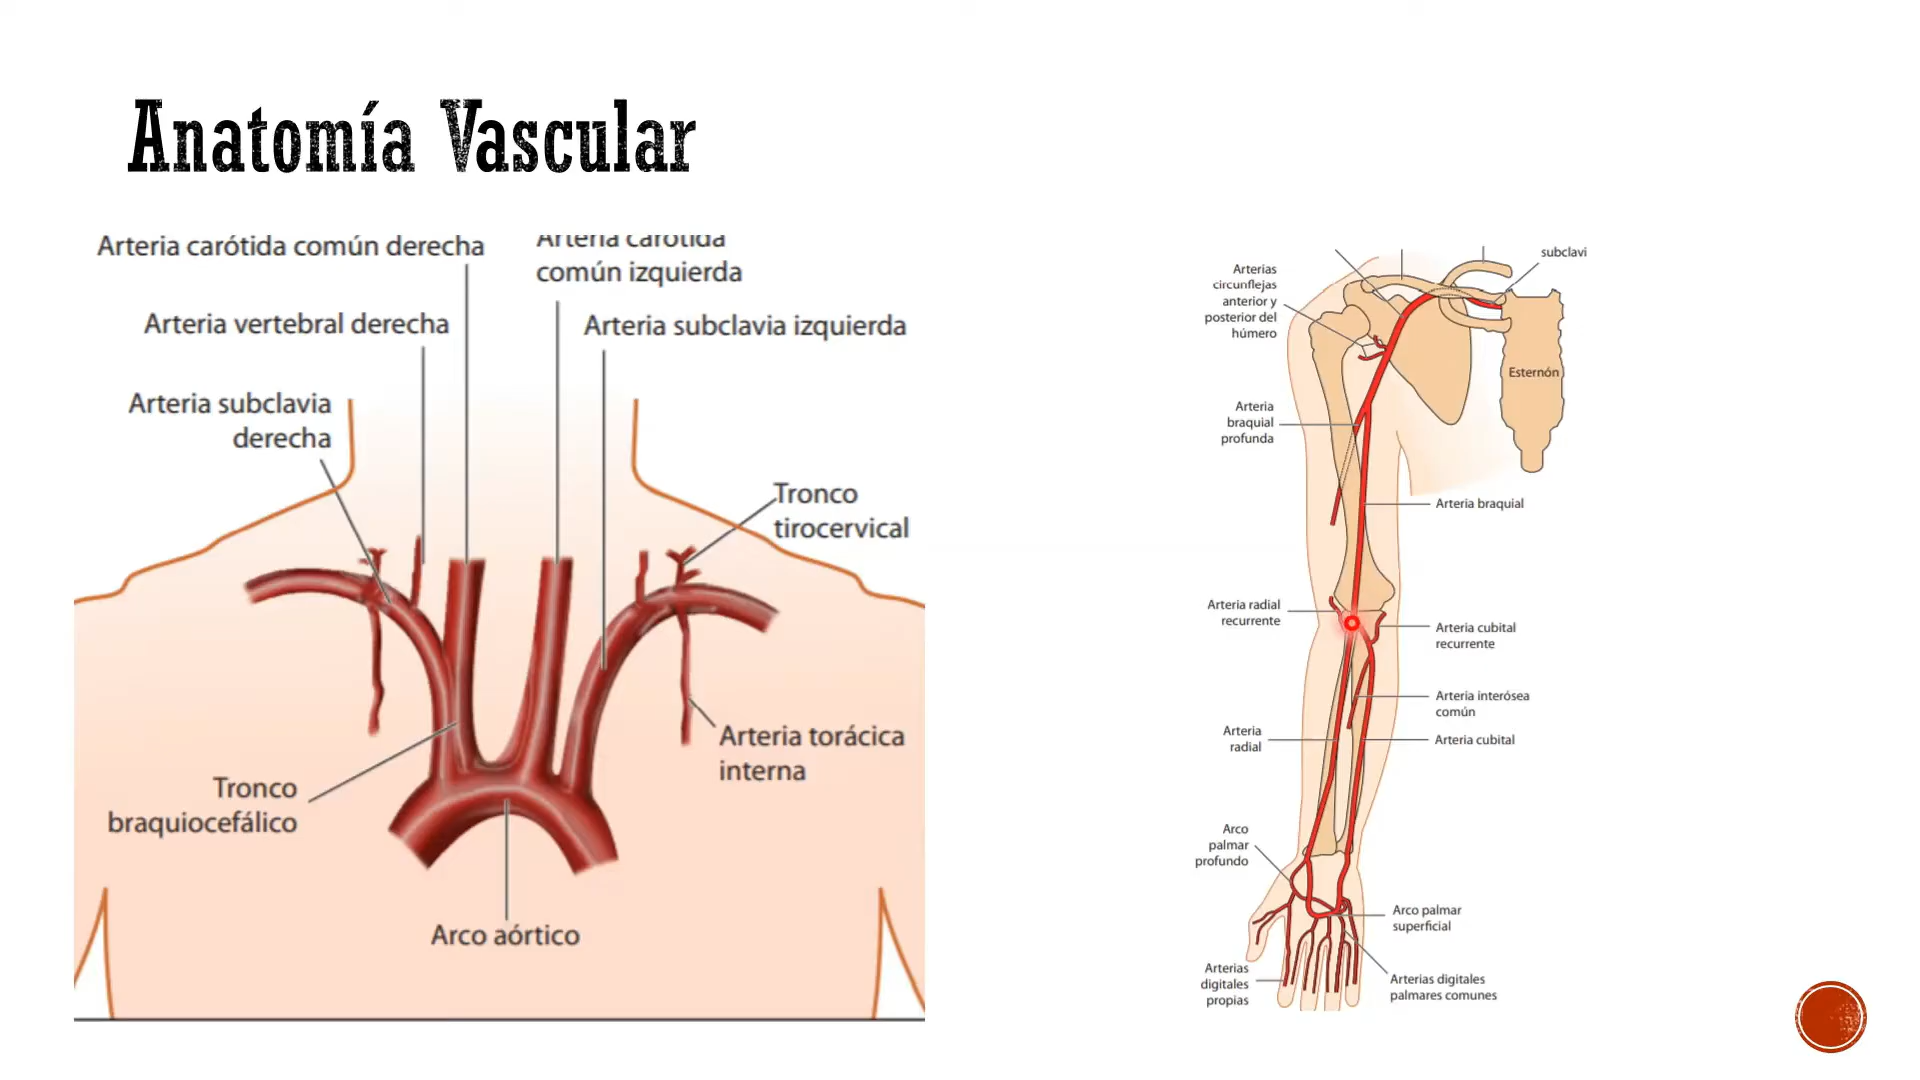 Anatomía Vascular
Arteria carótida común derecha
Arteria carótida
común izquierda
Arteria vertebral derecha
Arteria subclavia izquierda
Arteria subclavia
derecha
Tronco
tirocervical
Arteria torácica
interna
Tronco
braquiocefálico
Arco aórtico
subclavi
Arterias
circunflejas
anterior y
posterior del
húmero
Esternón
Arteria
braquial
profunda
Arteria braquial
Arteria radial
recurrente
Arteria cubital
recurrente
Arteria interósea
común
Arteria
radial
Arteria cubital
Arco
palmar
profundo
Arco palmar
superficial
Arterias
digitales
propias
Arterias digitales
palmares comunes